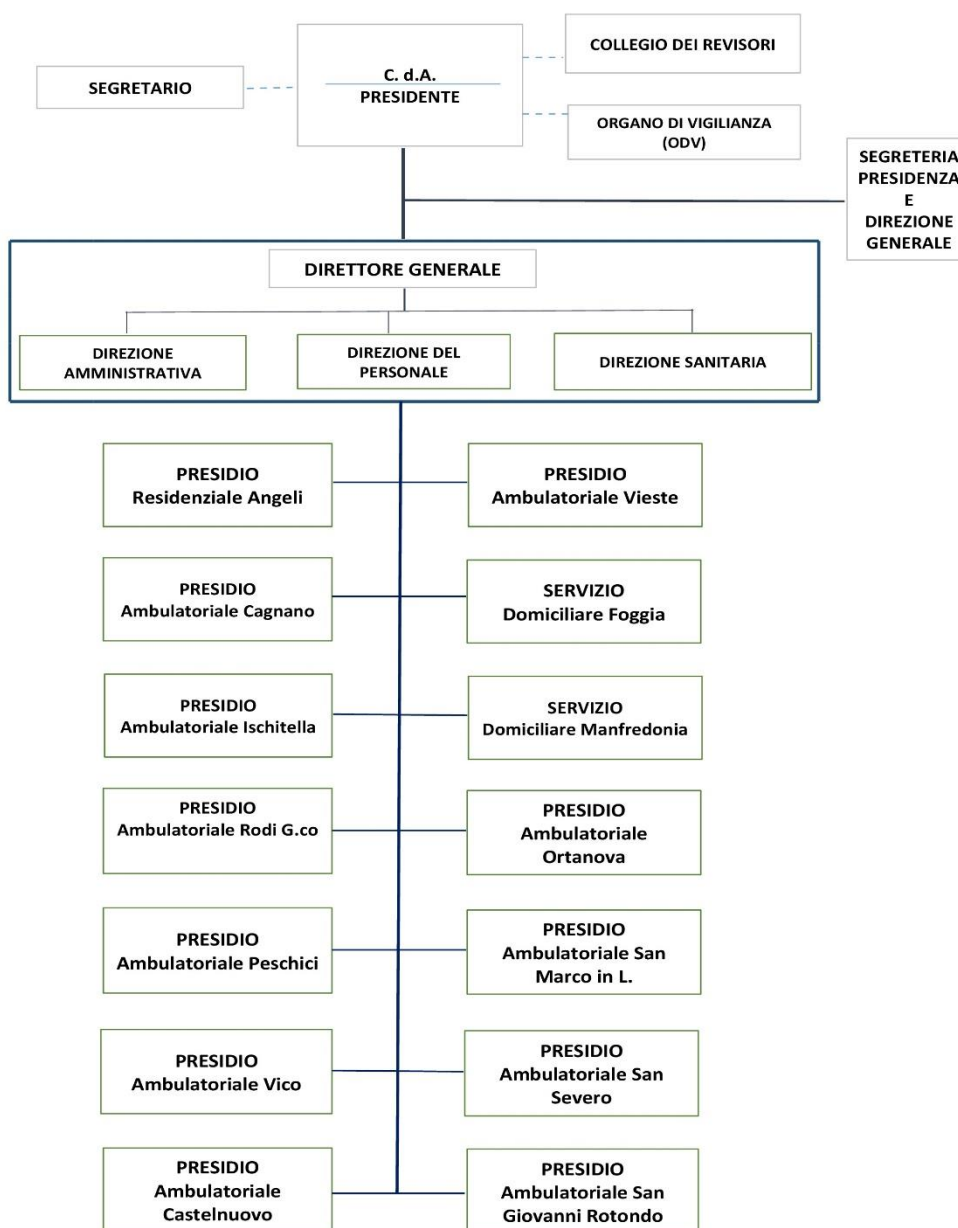 COLLEGIO DEI REVISORI
C. d.A.
PRESIDENTE
SEGRETARIO
ORGANO DI VIGILIANZA
(ODV)
SEGRETERIA
PRESIDENZA
E
DIREZIONE
GENERALE
DIRETTORE GENERALE
DIREZIONE
AMMINISTRATIVA
DIREZIONE DEL
PERSONALE
DIREZIONE SANITARIA
PRESIDIO
Residenziale Angeli
PRESIDIO
Ambulatoriale Vieste
PRESIDIO
Ambulatoriale Cagnano
SERVIZIO
Domiciliare Foggia
PRESIDIO
Ambulatoriale Ischitella
SERVIZIO
Domiciliare Manfredonia
PRESIDIO
Ambulatoriale Rodi G.co
PRESIDIO
Ambulatoriale
Ortanova
PRESIDIO
Ambulatoriale Peschici
PRESIDIO
Ambulatoriale San
Marco in L.
PRESIDIO
Ambulatoriale Vico
PRESIDIO
Ambulatoriale San
Severo
PRESIDIO
Ambulatoriale
Castelnuovo
PRESIDIO
Ambulatoriale San
Giovanni Rotondo